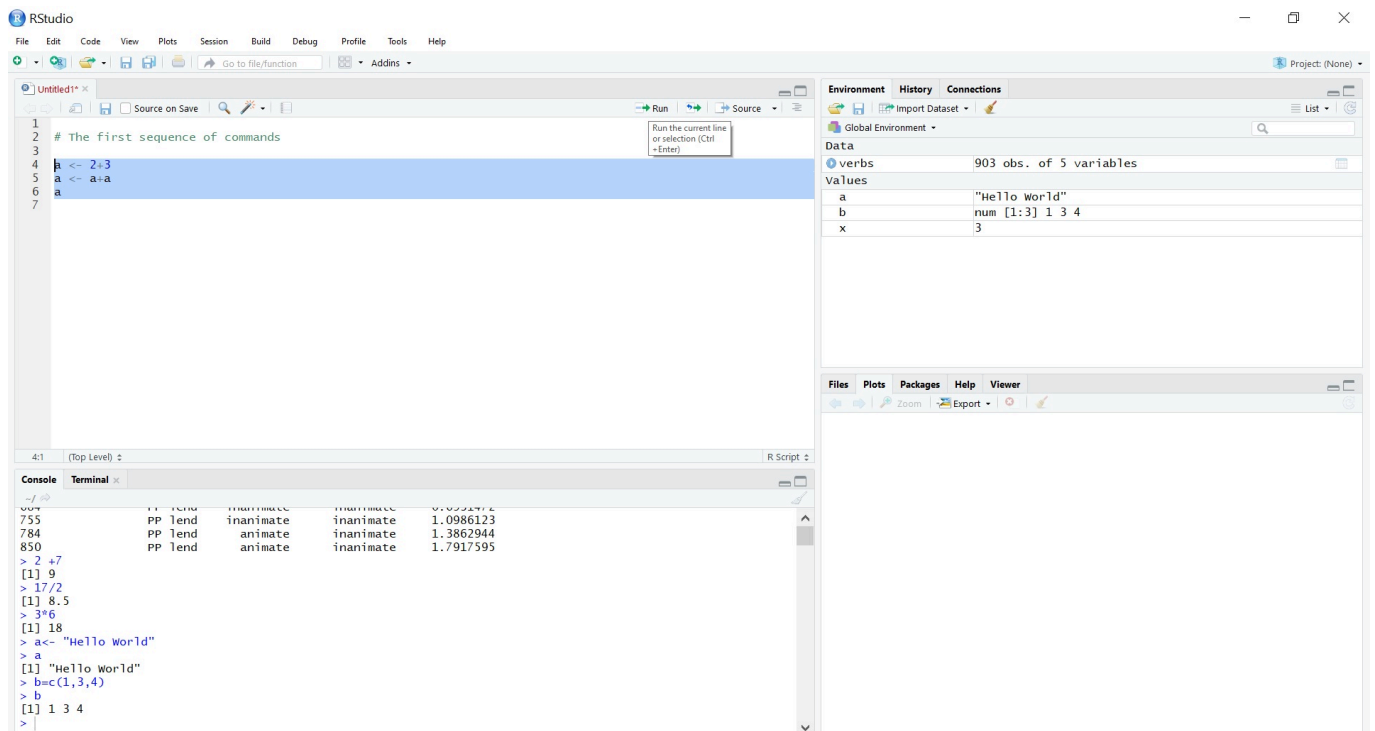 RStudio
File Edit Code View Plots Session Build Debug Profile Tools Help
Go to file/function Addins Project: (None)
Untitled1*
Source on Save Run Source
Run the current line
or selection (Ctrl
+Enter)
1
2 # The first sequence of commands
3
4 a <- 2+3
5 a <- a+a
6 a
7
4:1 (Top Level) R Script
Environment History Connections
Import Dataset List
Global Environment
Data
verbs 903 obs. of 5 variables
Values
a "Hello World"
b num [1:3] 1 3 4
x 3
Files Plots Packages Help Viewer
Zoom Export
Console Terminal
~/
755 PP lend inanimate inanimate 1.0986123
784 PP lend animate inanimate 1.3862944
850 PP lend animate inanimate 1.7917595
> 2 +7
[1] 9
> 17/2
[1] 8.5
> 3*6
[1] 18
> a<- "Hello World"
> a
[1] "Hello World"
> b=c(1,3,4)
> b
[1] 1 3 4
>